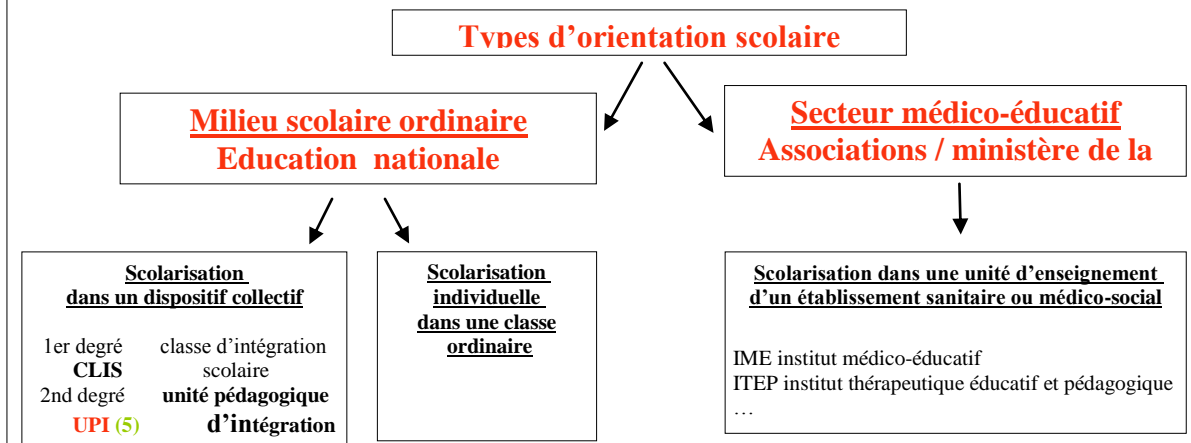 Types d'orientation scolaire
Milieu scolaire ordinaire
Education nationale
Secteur médico-éducatif
Associations / ministère de la
Scolarisation
dans un dispositif collectif
1er degré classe d'intégration
CLIS scolaire
2nd degré unité pédagogique
UPI (5) d'intégration
Scolarisation
individuelle
dans une classe
ordinaire
Scolarisation dans une unité d'enseignement
d'un établissement sanitaire ou médico-social
IME institut médico-éducatif
ITEP institut thérapeutique éducatif et pédagogique
…